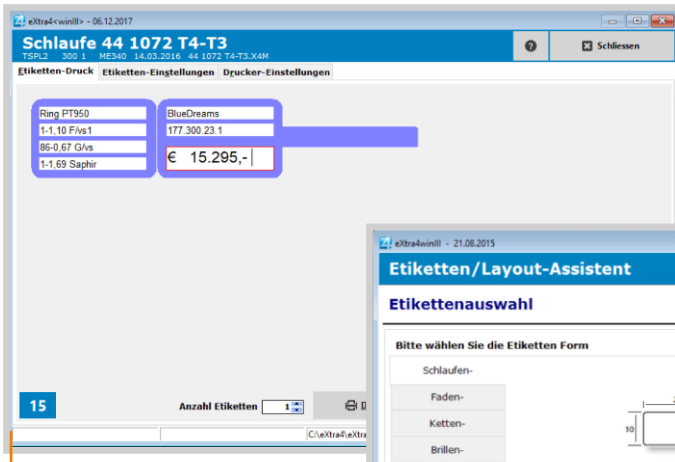 eXtra4<winIII> - 06.12.2017
Schlaufe 44 1072 T4-T3
TSPL2 300 1 ME340 14.03.2016 44 1072 T4-T3.X4M
Schliessen
Etiketten-Druck Etiketten-Einstellungen Drucker-Einstellungen
Ring PT950
1-1,10 F/vs1
86-0,67 G/vs
1-1,69 Saphir
BlueDreams
177.300.23.1
€ 15.295,-
eXtra4winIII - 21.08.2015
Etiketten/Layout-Assistent
Etikettenauswahl
Bitte wählen Sie die Etiketten Form
Schlaufen-
Faden-
Ketten-
Brillen-
10
15
Anzahl Etiketten 1
C:\eXtra4\eXtra